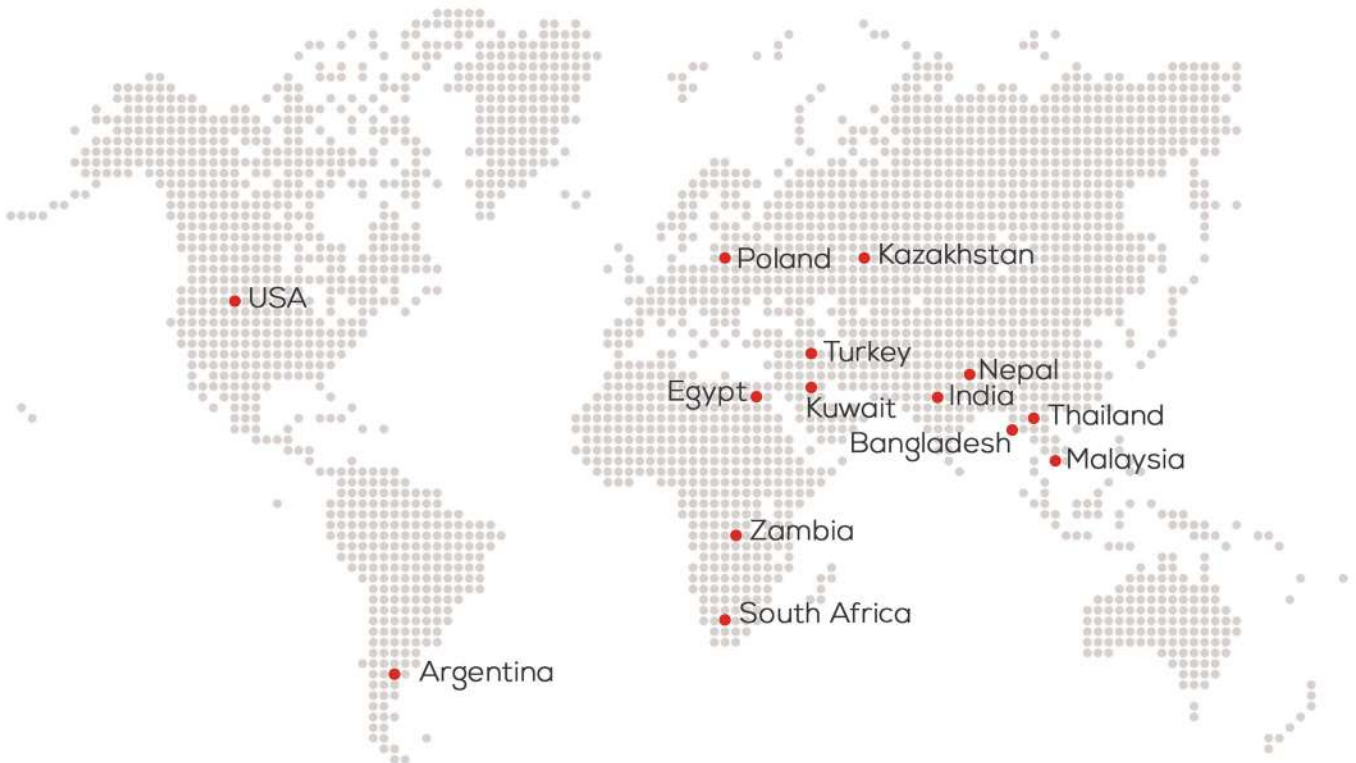 Poland
Kazakhstan
USA
Turkey
Nepal
Egypt
India
Kuwait
Thailand
Bangladesh
Malaysia
Zambia
South Africa
Argentina